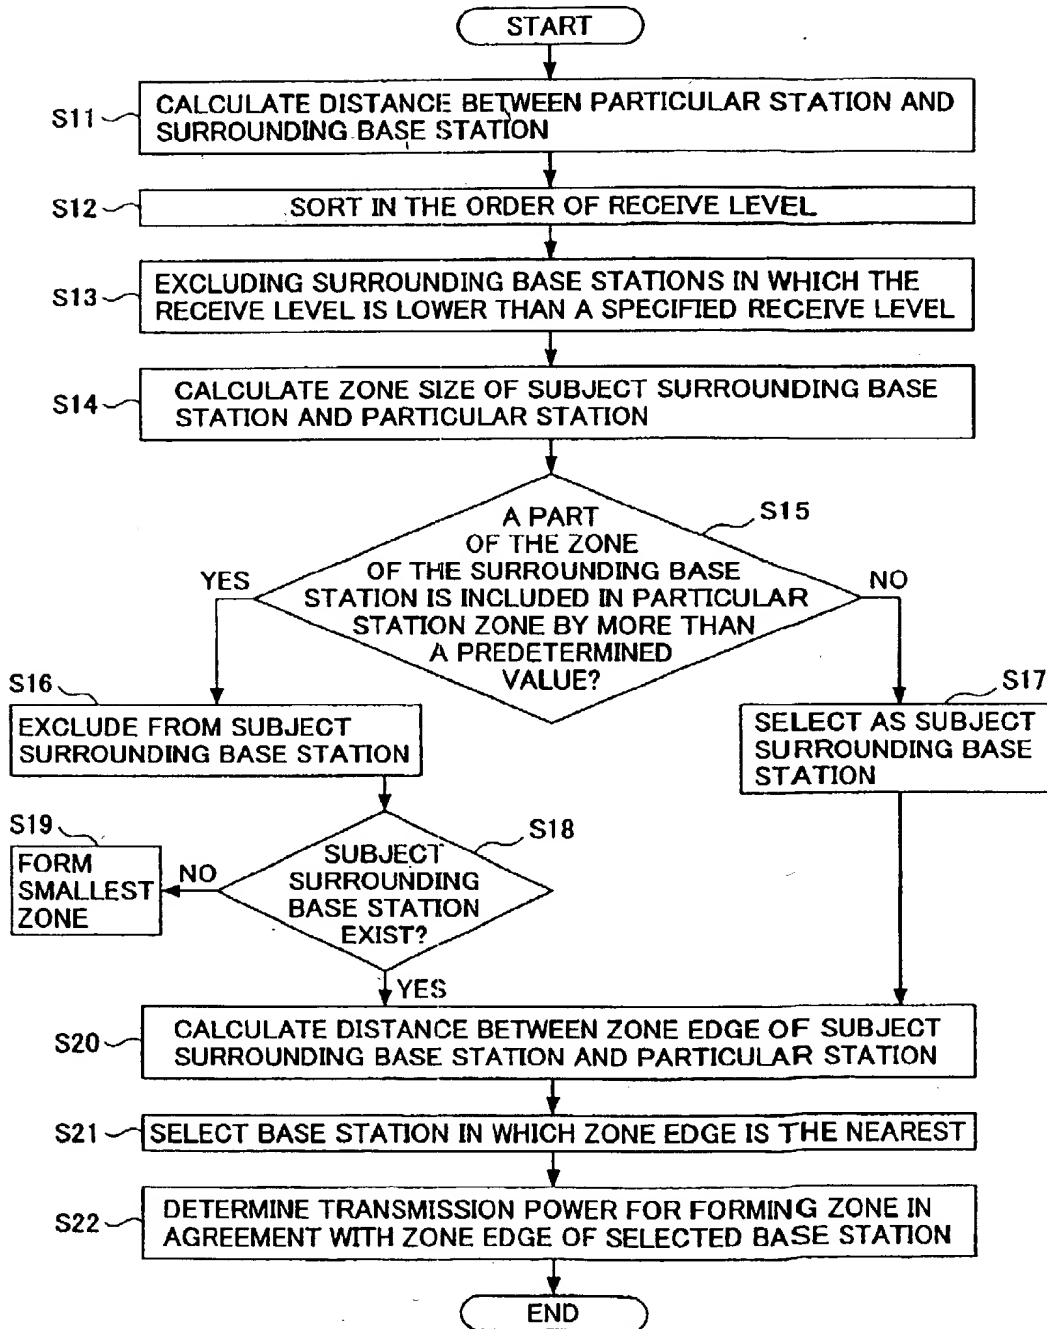 START
S11
CALCULATE DISTANCE BETWEEN PARTICULAR STATION AND
SURROUNDING BASE STATION
S12
SORT IN THE ORDER OF RECEIVE LEVEL
S13
EXCLUDING SURROUNDING BASE STATIONS IN WHICH THE
RECEIVE LEVEL IS LOWER THAN A SPECIFIED RECEIVE LEVEL
S14
CALCULATE ZONE SIZE OF SUBJECT SURROUNDING BASE
STATION AND PARTICULAR STATION
S15
A PART
OF THE ZONE
OF THE SURROUNDING BASE
STATION IS INCLUDED IN PARTICULAR
STATION ZONE BY MORE THAN
A PREDETERMINED
VALUE?
YES
NO
S16
EXCLUDE FROM SUBJECT
SURROUNDING BASE STATION
S17
SELECT AS SUBJECT
SURROUNDING BASE
STATION
S18
SUBJECT
SURROUNDING
BASE STATION
EXIST?
NO
S19
FORM
SMALLEST
ZONE
YES
S20
CALCULATE DISTANCE BETWEEN ZONE EDGE OF SUBJECT
SURROUNDING BASE STATION AND PARTICULAR STATION
S21
SELECT BASE STATION IN WHICH ZONE EDGE IS THE NEAREST
S22
DETERMINE TRANSMISSION POWER FOR FORMING ZONE IN
AGREEMENT WITH ZONE EDGE OF SELECTED BASE STATION
END